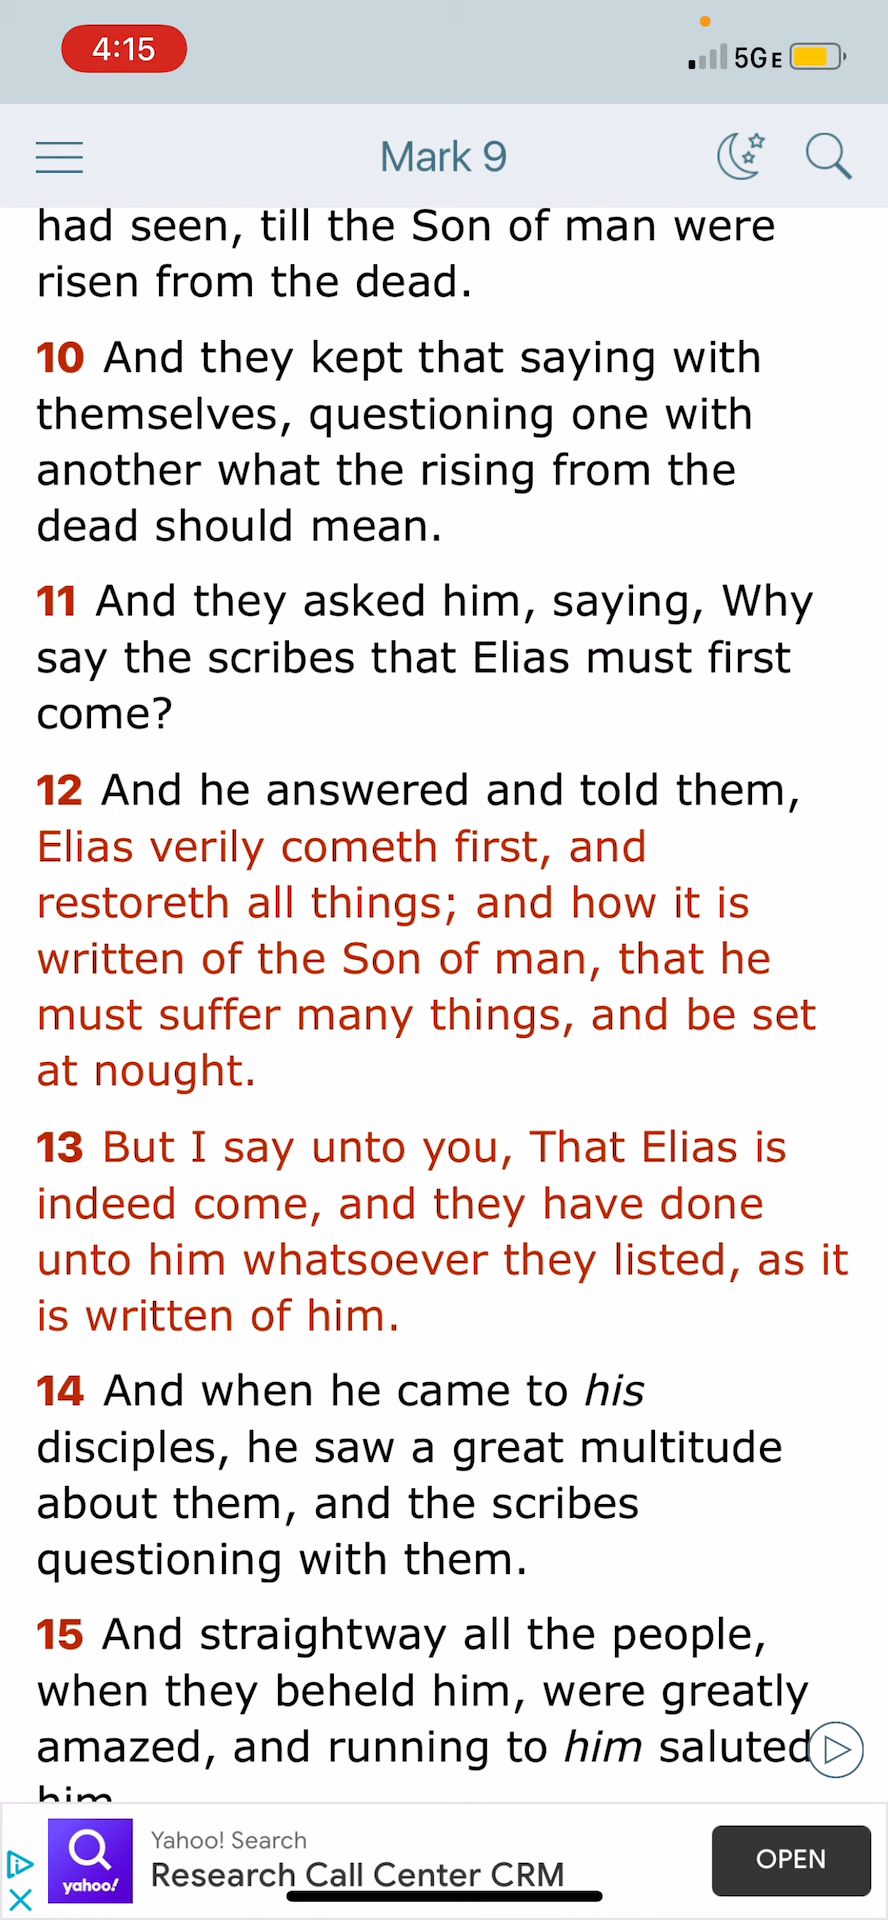 4:15
5GE
Mark 9
had seen, till the Son of man were
risen from the dead.
10 And they kept that saying with
themselves, questioning one with
another what the rising from the
dead should mean.
11 And they asked him, saying, Why
say the scribes that Elias must first
come?
12 And he answered and told them,
Elias verily cometh first, and
restoreth all things; and how it is
written of the Son of man, that he
must suffer many things, and be set
at nought.
13 But I say unto you, That Elias is
indeed come, and they have done
unto him whatsoever they listed, as it
is written of him.
14 And when he came to his
disciples, he saw a great multitude
about them, and the scribes
questioning with them.
15 And straightway all the people,
when they beheld him, were greatly
amazed, and running to him saluted
him
Yahoo! Search
Research Call Center CRM
yahoo!
OPEN